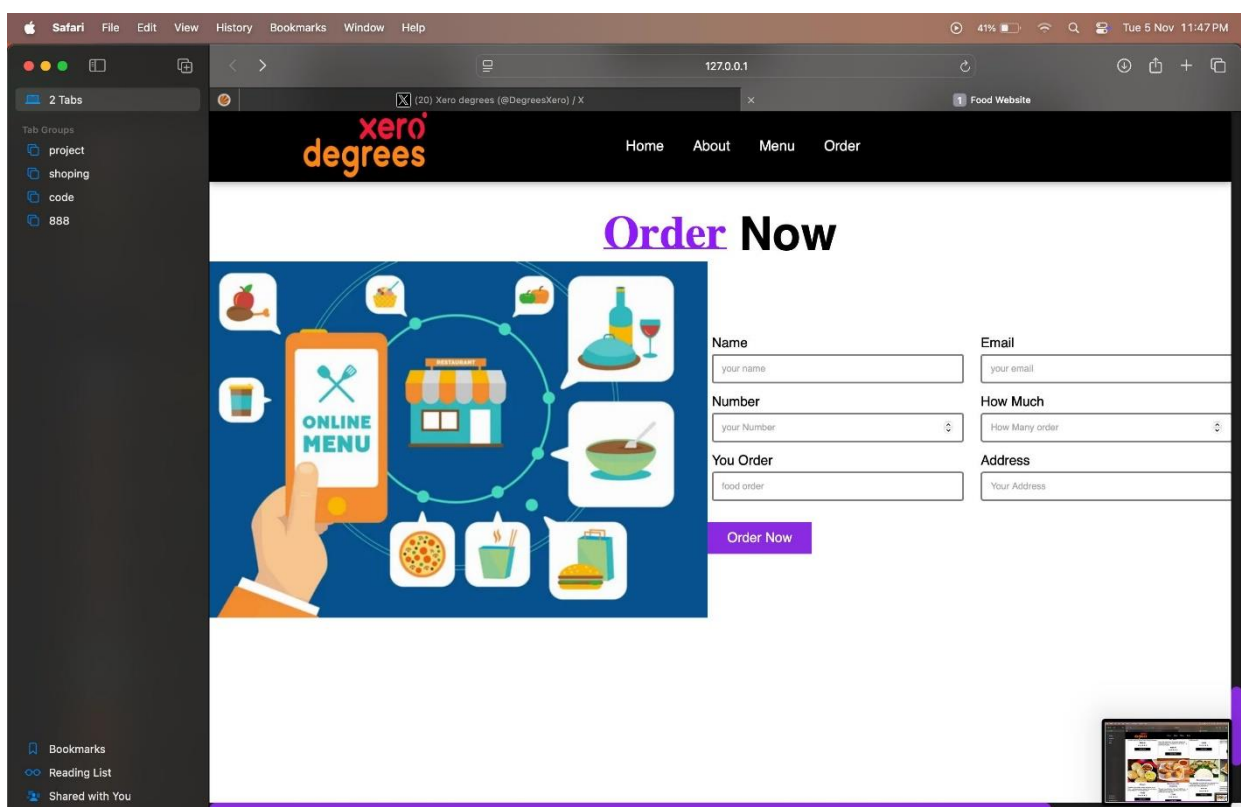 Safari File Edit View History Bookmarks Window Help 41% Tue 5 Nov 11:47 PM
127.0.0.1
2 Tabs
(20) Xero degrees (@DegreesXero) / X
1 Food Website
Tab Groups
project
shoping
code
888
xero
degrees
Home About Menu Order
Order Now
RESTAURANT
ONLINE
MENU
Name Email
your name your email
Number How Much
your Number How Many order
You Order Address
food order Your Address
Order Now
Bookmarks
Reading List
Shared with You